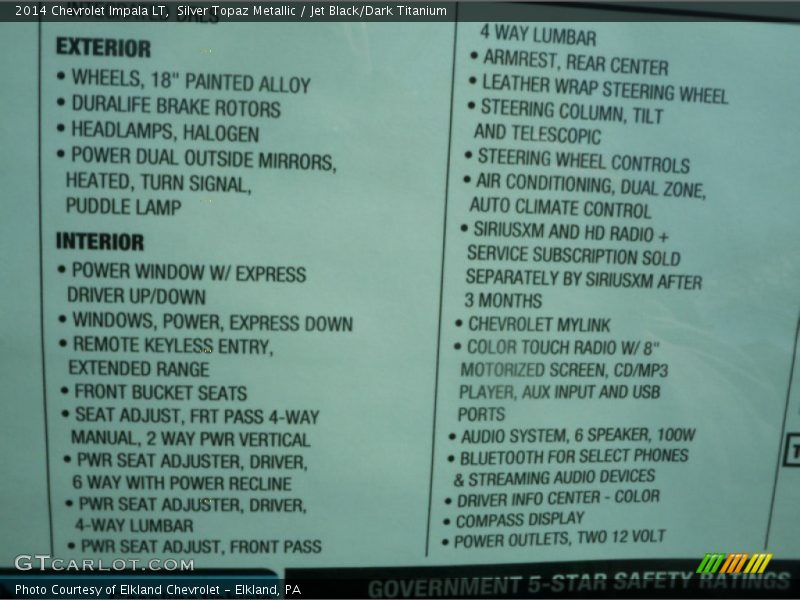 2014 Chevrolet Impala LT, Silver Topaz Metallic / Jet Black/Dark Titanium
EXTERIOR
• WHEELS, 18" PAINTED ALLOY
• DURALIFE BRAKE ROTORS
• HEADLAMPS, HALOGEN
• POWER DUAL OUTSIDE MIRRORS,
HEATED, TURN SIGNAL,
PUDDLE LAMP
INTERIOR
• POWER WINDOW W/ EXPRESS
DRIVER UP/DOWN
• WINDOWS, POWER, EXPRESS DOWN
• REMOTE KEYLESS ENTRY,
EXTENDED RANGE
• FRONT BUCKET SEATS
• SEAT ADJUST, FRT PASS 4-WAY
MANUAL, 2 WAY PWR VERTICAL
• PWR SEAT ADJUSTER, DRIVER,
6 WAY WITH POWER RECLINE
• PWR SEAT ADJUSTER, DRIVER,
4-WAY LUMBAR
• PWR SEAT ADJUST, FRONT PASS
4 WAY LUMBAR
• ARMREST, REAR CENTER
• LEATHER WRAP STEERING WHEEL
• STEERING COLUMN, TILT
AND TELESCOPIC
• STEERING WHEEL CONTROLS
• AIR CONDITIONING, DUAL ZONE,
AUTO CLIMATE CONTROL
• SIRIUSXM AND HD RADIO +
SERVICE SUBSCRIPTION SOLD
SEPARATELY BY SIRIUSXM AFTER
3 MONTHS
• CHEVROLET MYLINK
• COLOR TOUCH RADIO W/ 8"
MOTORIZED SCREEN, CD/MP3
PLAYER, AUX INPUT AND USB
PORTS
• AUDIO SYSTEM, 6 SPEAKER, 100W
• BLUETOOTH FOR SELECT PHONES
& STREAMING AUDIO DEVICES
• DRIVER INFO CENTER - COLOR
• COMPASS DISPLAY
• POWER OUTLETS, TWO 12 VOLT
GTCARLOT.COM
Photo Courtesy of Elkland Chevrolet - Elkland, PA
GOVERNMENT 5-STAR SAFETY RATINGS